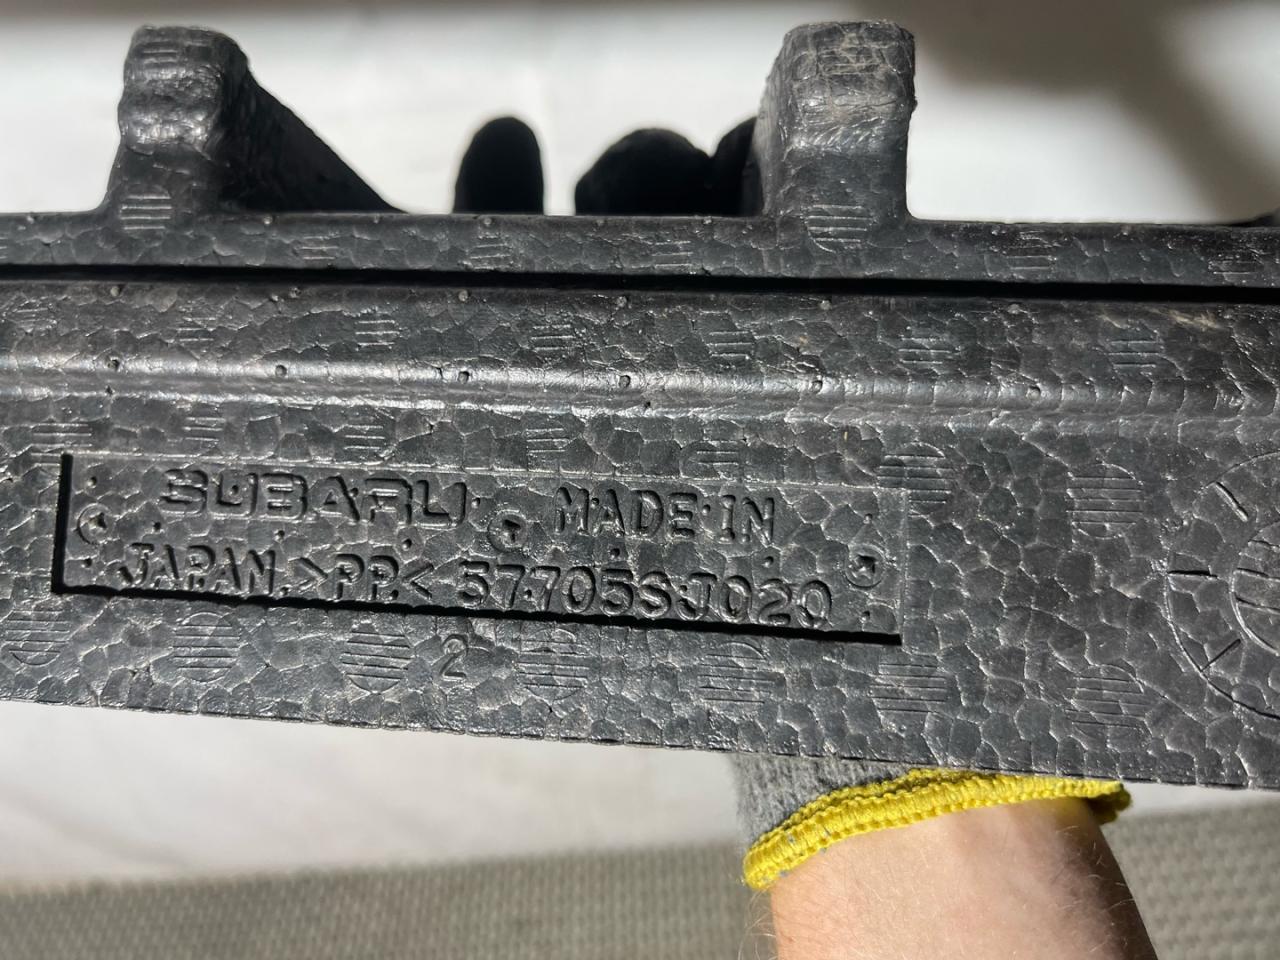 SUBARU MADE IN
JAPAN >PP< 57705SJ020
2